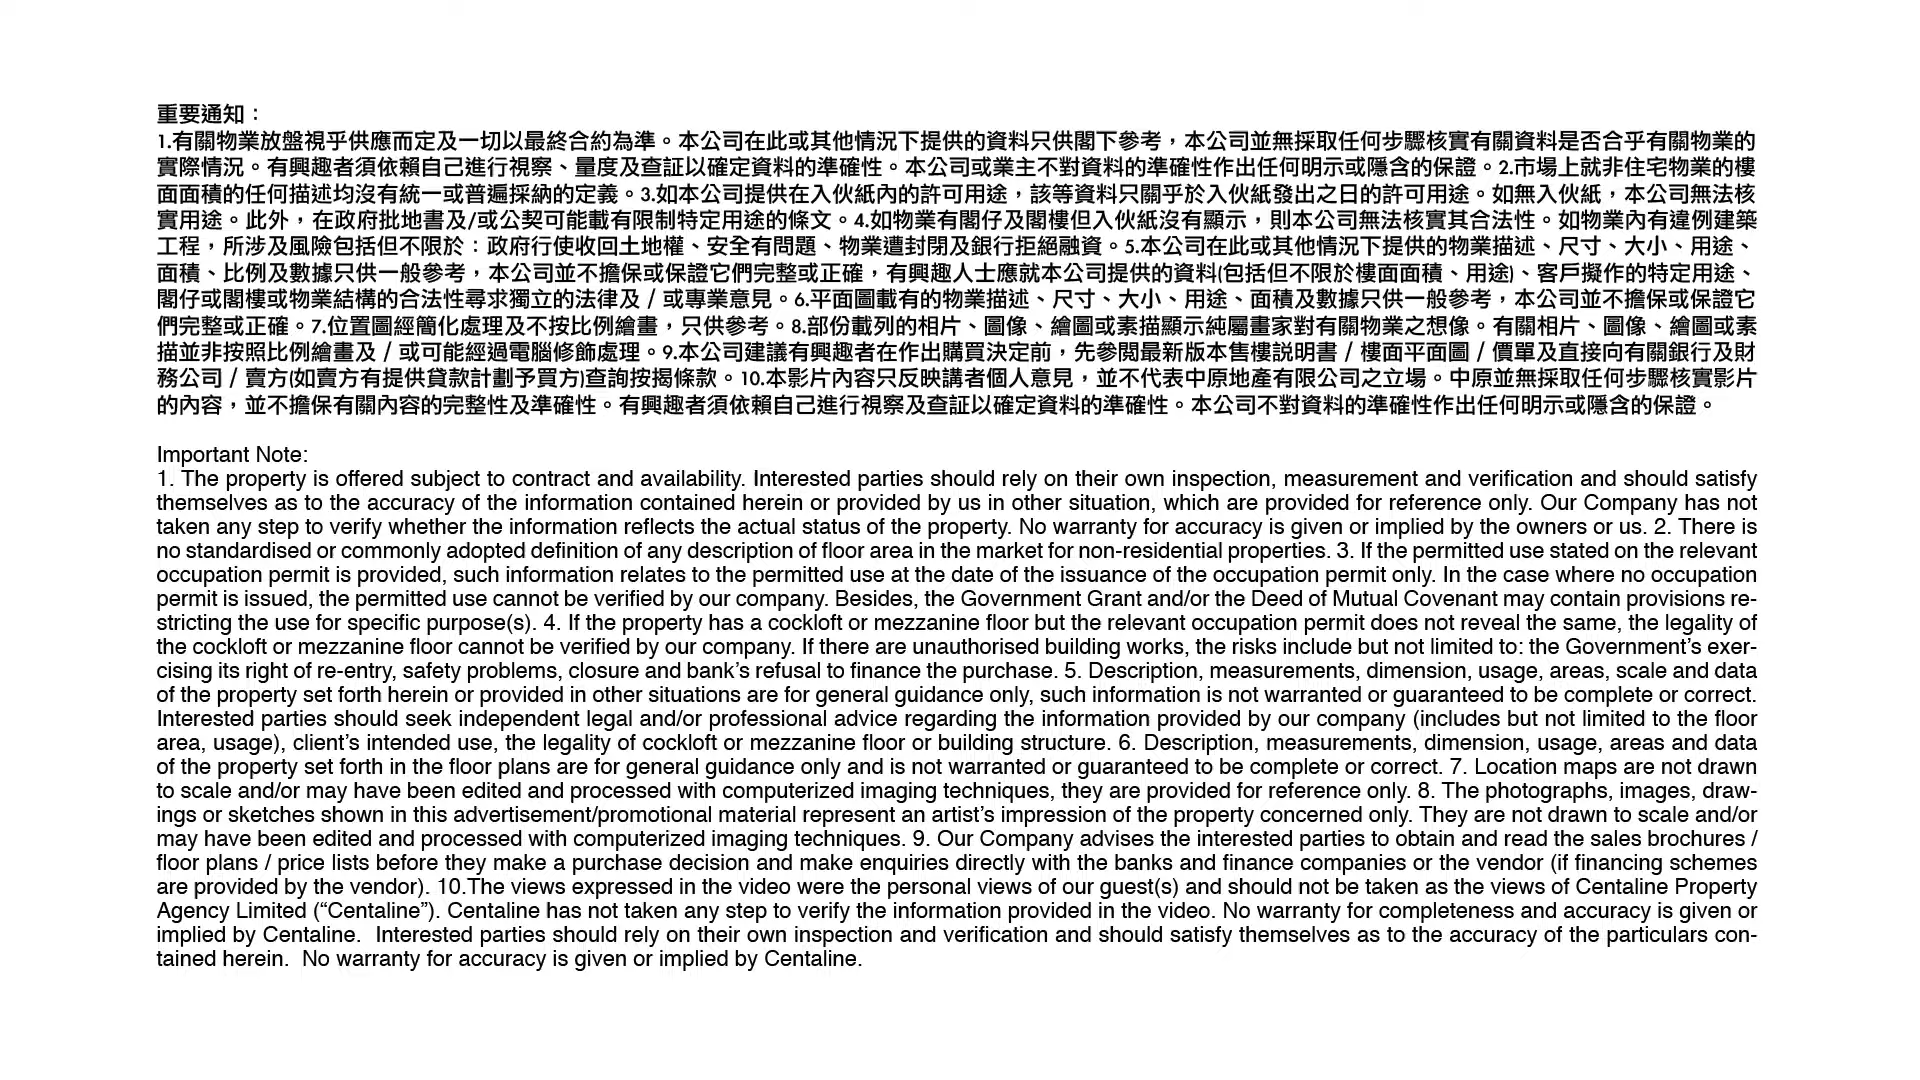 重要通知：
1.有關物業放盤視乎供應而定及一切以最終合約為準。本公司在此或其他情況下提供的資料只供閣下參考，本公司並無採取任何步驟核實有關資料是否合乎有關物業的
實際情況。有興趣者須依賴自己進行視察、量度及查証以確定資料的準確性。本公司或業主不對資料的準確性作出任何明示或隱含的保證。2.市場上就非住宅物業的樓
面面積的任何描述均沒有統一或普遍採納的定義。3.如本公司提供在入伙紙內的許可用途，該等資料只關乎於入伙紙發出之日的許可用途。如無入伙紙，本公司無法核
實用途。此外，在政府批地書及/或公契可能載有限制特定用途的條文。4.如物業有閣仔及閣樓但入伙紙沒有顯示，則本公司無法核實其合法性。如物業內有違例建築
工程，所涉及風險包括但不限於：政府行使收回土地權、安全有問題、物業遭封閉及銀行拒絕融資。5.本公司在此或其他情況下提供的物業描述、尺寸、大小、用途、
面積、比例及數據只供一般參考，本公司並不擔保或保證它們完整或正確，有興趣人士應就本公司提供的資料(包括但不限於樓面面積、用途)、客戶擬作的特定用途、
閣仔或閣樓或物業結構的合法性尋求獨立的法律及 / 或專業意見。6.平面圖載有的物業描述、尺寸、大小、用途、面積及數據只供一般參考，本公司並不擔保或保證它
們完整或正確。7.位置圖經簡化處理及不按比例繪畫，只供參考。8.部份載列的相片、圖像、繪圖或素描顯示純屬畫家對有關物業之想像。有關相片、圖像、繪圖或素
描並非按照比例繪畫及 / 或可能經過電腦修飾處理。9.本公司建議有興趣者在作出購買決定前，先參閱最新版本售樓説明書 / 樓面平面圖 / 價單及直接向有關銀行及財
務公司 / 賣方(如賣方有提供貸款計劃予買方)查詢按揭條款。10.本影片內容只反映講者個人意見，並不代表中原地產有限公司之立場。中原並無採取任何步驟核實影片
的內容，並不擔保有關內容的完整性及準確性。有興趣者須依賴自己進行視察及查証以確定資料的準確性。本公司不對資料的準確性作出任何明示或隱含的保證。
Important Note:
1. The property is offered subject to contract and availability. Interested parties should rely on their own inspection, measurement and verification and should satisfy
themselves as to the accuracy of the information contained herein or provided by us in other situation, which are provided for reference only. Our Company has not
taken any step to verify whether the information reflects the actual status of the property. No warranty for accuracy is given or implied by the owners or us. 2. There is
no standardised or commonly adopted definition of any description of floor area in the market for non-residential properties. 3. If the permitted use stated on the relevant
occupation permit is provided, such information relates to the permitted use at the date of the issuance of the occupation permit only. In the case where no occupation
permit is issued, the permitted use cannot be verified by our company. Besides, the Government Grant and/or the Deed of Mutual Covenant may contain provisions re-
stricting the use for specific purpose(s). 4. If the property has a cockloft or mezzanine floor but the relevant occupation permit does not reveal the same, the legality of
the cockloft or mezzanine floor cannot be verified by our company. If there are unauthorised building works, the risks include but not limited to: the Government’s exer-
cising its right of re-entry, safety problems, closure and bank’s refusal to finance the purchase. 5. Description, measurements, dimension, usage, areas, scale and data
of the property set forth herein or provided in other situations are for general guidance only, such information is not warranted or guaranteed to be complete or correct.
Interested parties should seek independent legal and/or professional advice regarding the information provided by our company (includes but not limited to the floor
area, usage), client’s intended use, the legality of cockloft or mezzanine floor or building structure. 6. Description, measurements, dimension, usage, areas and data
of the property set forth in the floor plans are for general guidance only and is not warranted or guaranteed to be complete or correct. 7. Location maps are not drawn
to scale and/or may have been edited and processed with computerized imaging techniques, they are provided for reference only. 8. The photographs, images, draw-
ings or sketches shown in this advertisement/promotional material represent an artist’s impression of the property concerned only. They are not drawn to scale and/or
may have been edited and processed with computerized imaging techniques. 9. Our Company advises the interested parties to obtain and read the sales brochures /
floor plans / price lists before they make a purchase decision and make enquiries directly with the banks and finance companies or the vendor (if financing schemes
are provided by the vendor). 10.The views expressed in the video were the personal views of our guest(s) and should not be taken as the views of Centaline Property
Agency Limited (“Centaline”). Centaline has not taken any step to verify the information provided in the video. No warranty for completeness and accuracy is given or
implied by Centaline.  Interested parties should rely on their own inspection and verification and should satisfy themselves as to the accuracy of the particulars con-
tained herein.  No warranty for accuracy is given or implied by Centaline.